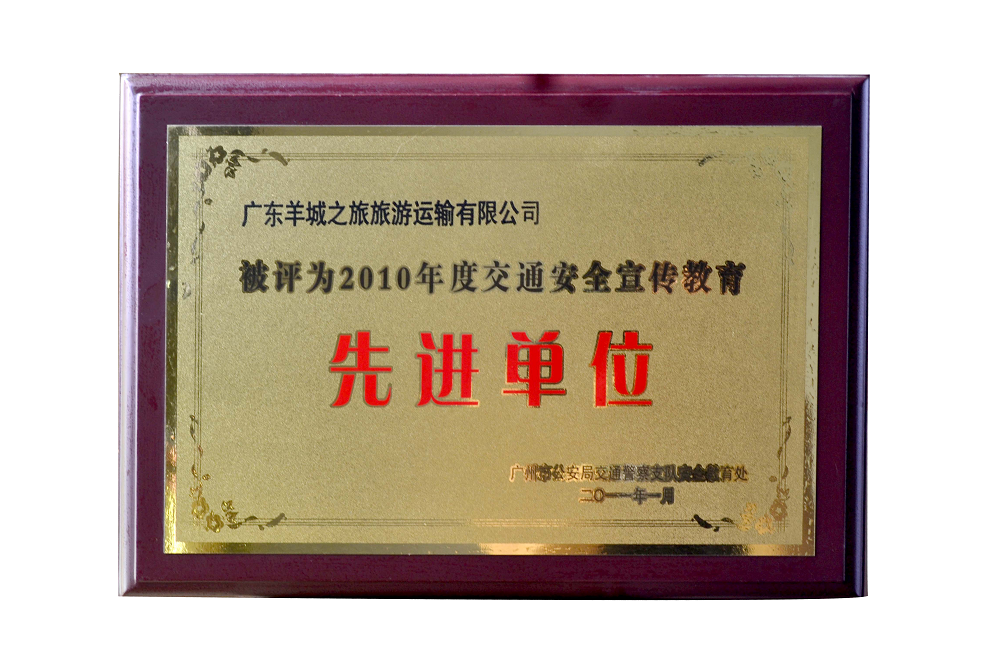 广东羊城之旅旅游运输有限公司
被评为2010年度交通安全宣传教育
先进单位
广州市公安局交通警察支队安全教育处
二〇一一年一月